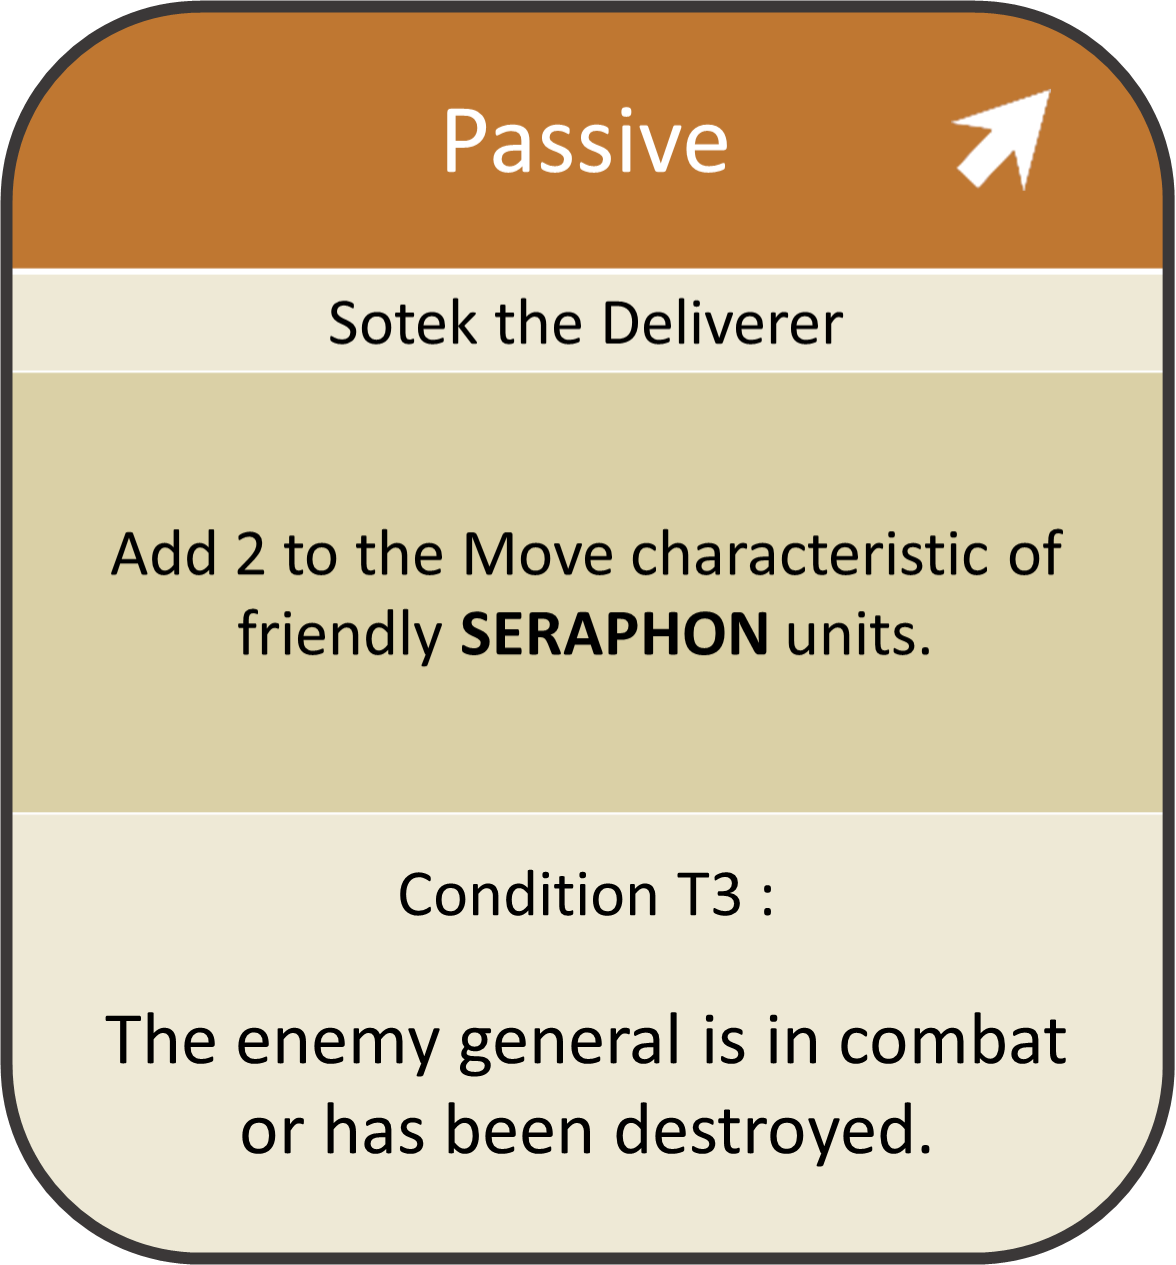 Passive
Sotek the Deliverer
Add 2 to the Move characteristic of
friendly SERAPHON units.
Condition T3 :
The enemy general is in combat
or has been destroyed.